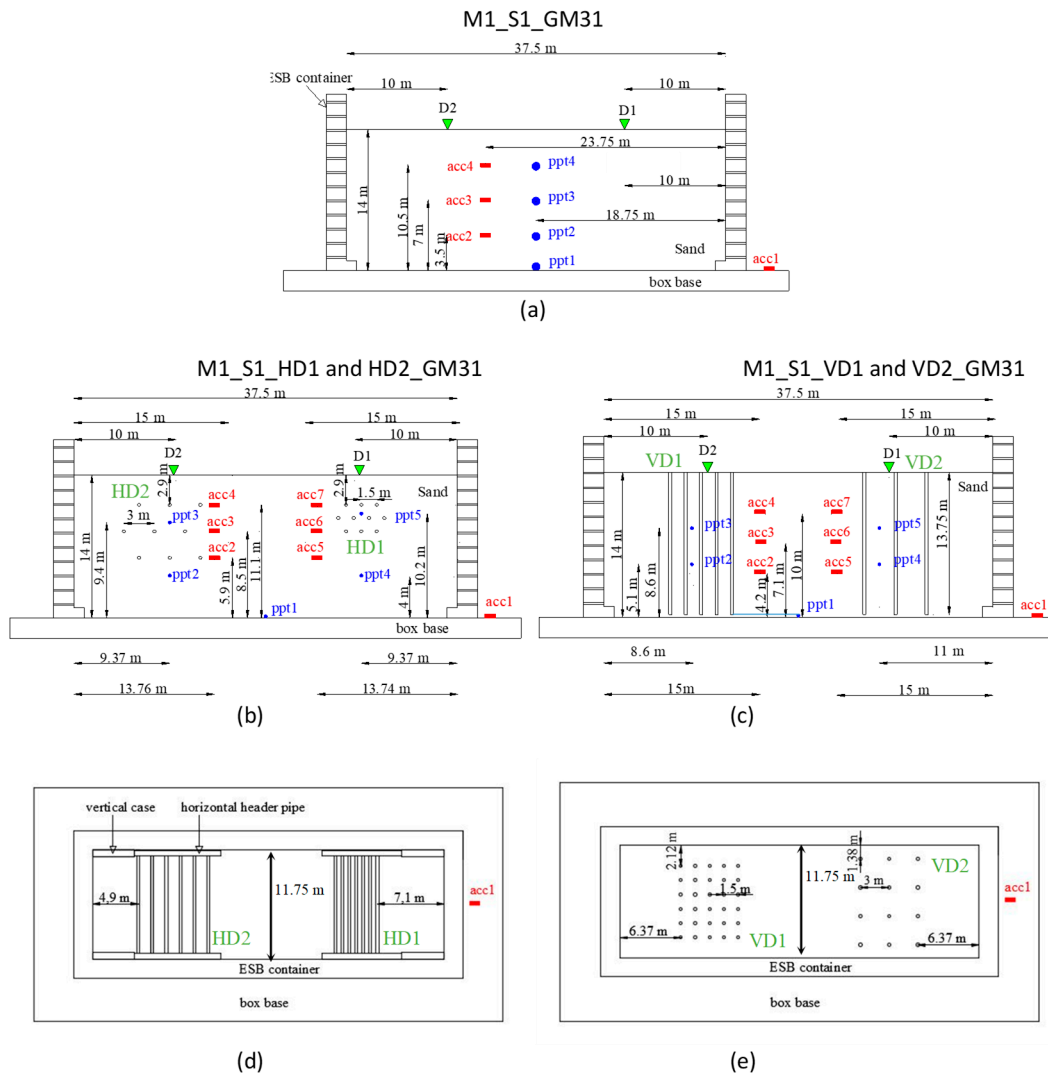 M1_S1_GM31
37.5 m
ESB container
10 m
10 m
D2
D1
23.75 m
acc4
ppt4
10 m
acc3
ppt3
14 m
10.5 m
7 m
18.75 m
acc2
ppt2
3.5 m
Sand
ppt1
acc1
box base
(a)
M1_S1_HD1 and HD2_GM31
37.5 m
15 m
15 m
10 m
10 m
D2
D1
2.9 m
2.9 m
Sand
HD2
1.5 m
acc4
acc7
3 m
ppt3
ppt5
acc3
acc6
HD1
14 m
9.4 m
8.5 m
11.1 m
10.2 m
acc2
acc5
ppt2
ppt4
5.9 m
4 m
ppt1
acc1
box base
9.37 m
9.37 m
13.76 m
13.74 m
(b)
M1_S1_VD1 and VD2_GM31
37.5 m
15 m
15 m
10 m
10 m
VD1
D2
D1
VD2
Sand
acc4
acc7
ppt3
ppt5
acc3
acc6
14 m
13.75 m
ppt2
ppt4
acc2
acc5
5.1 m
8.6 m
4.2 m
7.1 m
10 m
ppt1
acc1
box base
8.6 m
11 m
15m
15 m
(c)
vertical case
horizontal header pipe
4,9 m
11.75 m
7,1 m
acc1
HD2
HD1
ESB container
box base
(d)
2.12 m
1.38 m
VD2
11.75 m
3 m
1.5 m
acc1
VD1
6.37 m
6.37 m
ESB container
box base
(e)